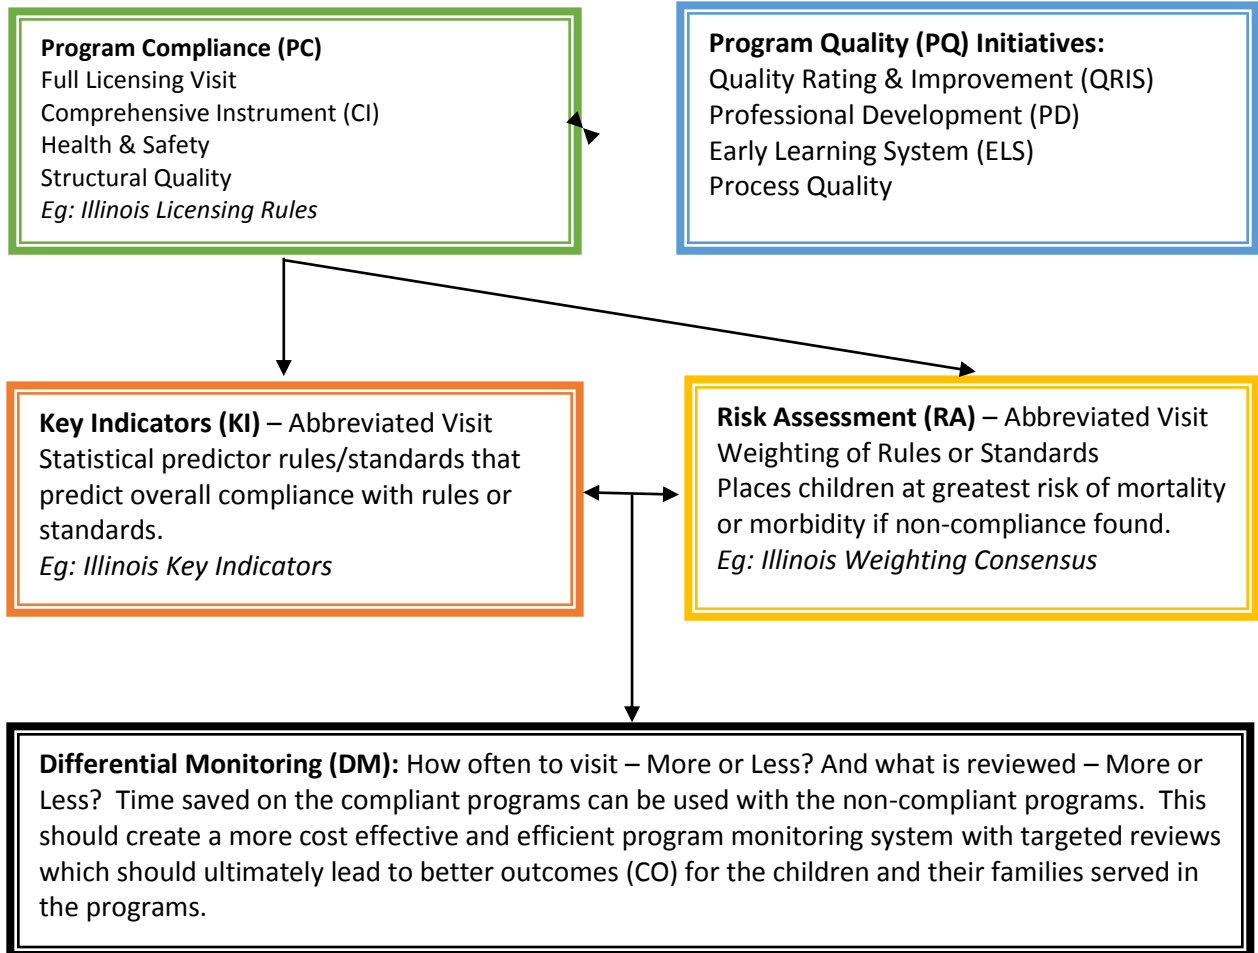 Program Compliance (PC)
Full Licensing Visit
Comprehensive Instrument (CI)
Health & Safety
Structural Quality
Eg: Illinois Licensing Rules
Program Quality (PQ) Initiatives:
Quality Rating & Improvement (QRIS)
Professional Development (PD)
Early Learning System (ELS)
Process Quality
Key Indicators (KI) – Abbreviated Visit
Statistical predictor rules/standards that
predict overall compliance with rules or
standards.
Eg: Illinois Key Indicators
Risk Assessment (RA) – Abbreviated Visit
Weighting of Rules or Standards
Places children at greatest risk of mortality
or morbidity if non-compliance found.
Eg: Illinois Weighting Consensus
Differential Monitoring (DM): How often to visit – More or Less? And what is reviewed – More or
Less?  Time saved on the compliant programs can be used with the non-compliant programs.  This
should create a more cost effective and efficient program monitoring system with targeted reviews
which should ultimately lead to better outcomes (CO) for the children and their families served in
the programs.